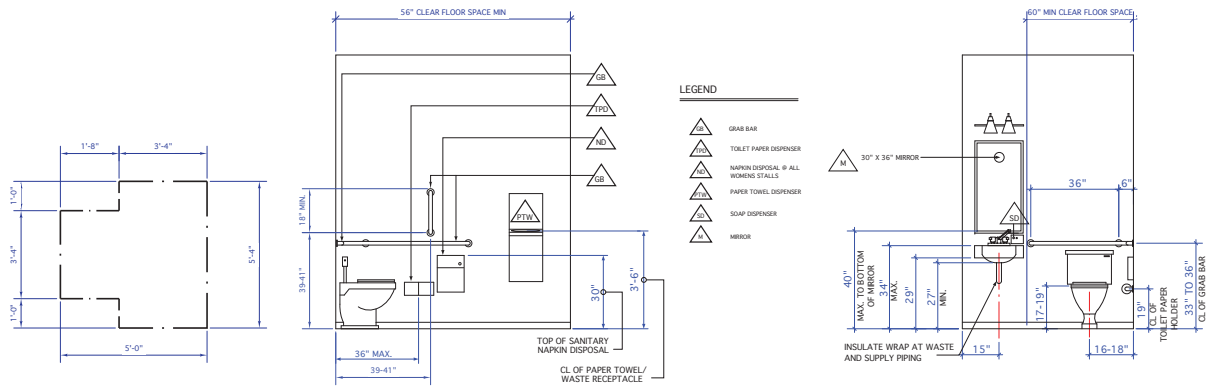 1'-8"
3'-4"
1'-0"
3'-4"
1'-0"
5'-4"
5'-0"
56" CLEAR FLOOR SPACE MIN
GB
TPD
ND
GB
PTW
18" MIN.
39-41"
30"
3'-6"
36" MAX.
39-41"
TOP OF SANITARY
NAPKIN DISPOSAL
CL OF PAPER TOWEL/
WASTE RECEPTACLE
LEGEND
GB GRAB BAR
TPD TOILET PAPER DISPENSER
ND NAPKIN DISPOSAL @ ALL
WOMENS STALLS
PTW PAPER TOWEL DISPENSER
SD SOAP DISPENSER
M MIRROR
60" MIN CLEAR FLOOR SPACE
M
30" X 36" MIRROR
36"
6"
SD
40"
MAX. TO BOTTOM
OF MIRROR
34"
MAX.
29"
27"
MIN.
17-19"
19"
CL OF
TOILET PAPER
HOLDER
33" TO 36"
CL OF GRAB BAR
INSULATE WRAP AT WASTE
AND SUPPLY PIPING
15"
16-18"